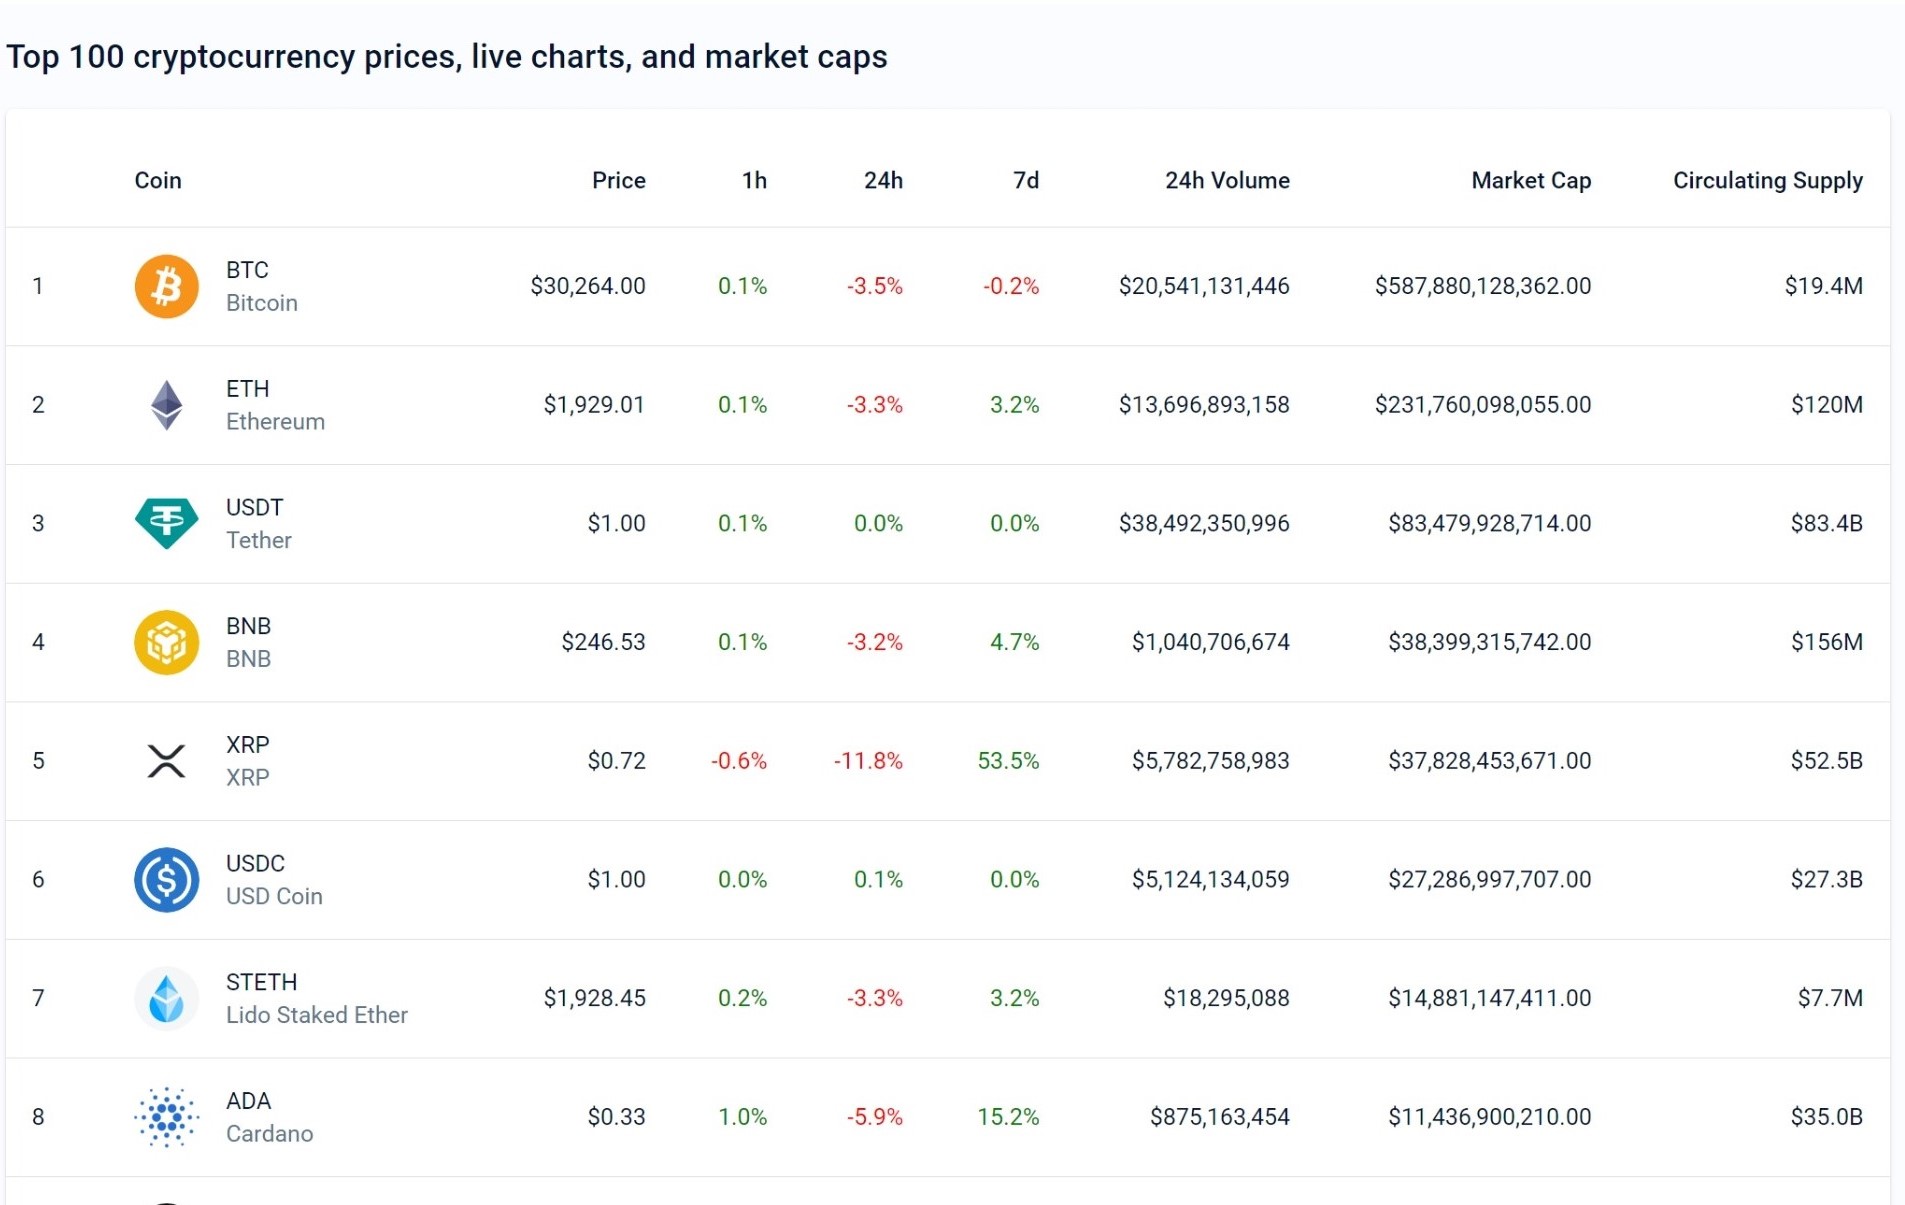 Top 100 cryptocurrency prices, live charts, and market caps
Coin Price 1h 24h 7d 24h Volume Market Cap Circulating Supply
1 BTC Bitcoin $30,264.00 0.1% -3.5% -0.2% $20,541,131,446 $587,880,128,362.00 $19.4M
2 ETH Ethereum $1,929.01 0.1% -3.3% 3.2% $13,696,893,158 $231,760,098,055.00 $120M
3 USDT Tether $1.00 0.1% 0.0% 0.0% $38,492,350,996 $83,479,928,714.00 $83.4B
4 BNB BNB $246.53 0.1% -3.2% 4.7% $1,040,706,674 $38,399,315,742.00 $156M
5 XRP XRP $0.72 -0.6% -11.8% 53.5% $5,782,758,983 $37,828,453,671.00 $52.5B
6 USDC USD Coin $1.00 0.0% 0.1% 0.0% $5,124,134,059 $27,286,997,707.00 $27.3B
7 STETH Lido Staked Ether $1,928.45 0.2% -3.3% 3.2% $18,295,088 $14,881,147,411.00 $7.7M
8 ADA Cardano $0.33 1.0% -5.9% 15.2% $875,163,454 $11,436,900,210.00 $35.0B